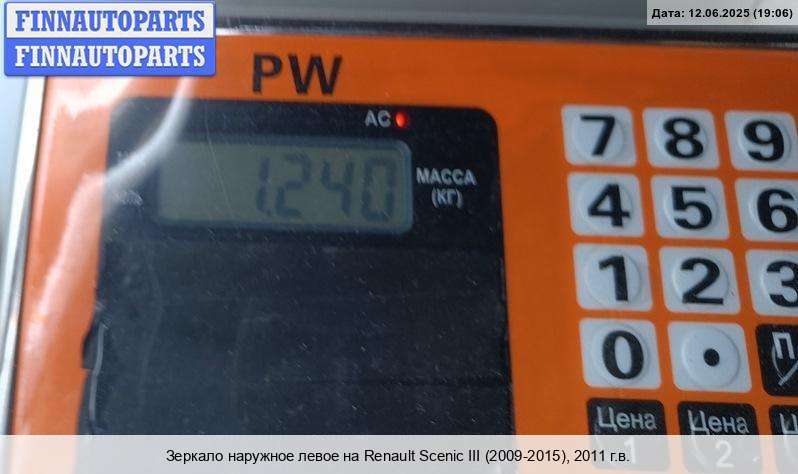 FINNAUTOPARTS
FINNAUTOPARTS
Дата: 12.06.2025 (19:06)
PW
AC
1.240
МАССА
(КГ)
7 8 9
4 5 6
1 2 3
0 • П
Цена Цена
1 2
Зеркало наружное левое на Renault Scenic III (2009-2015), 2011 г.в.